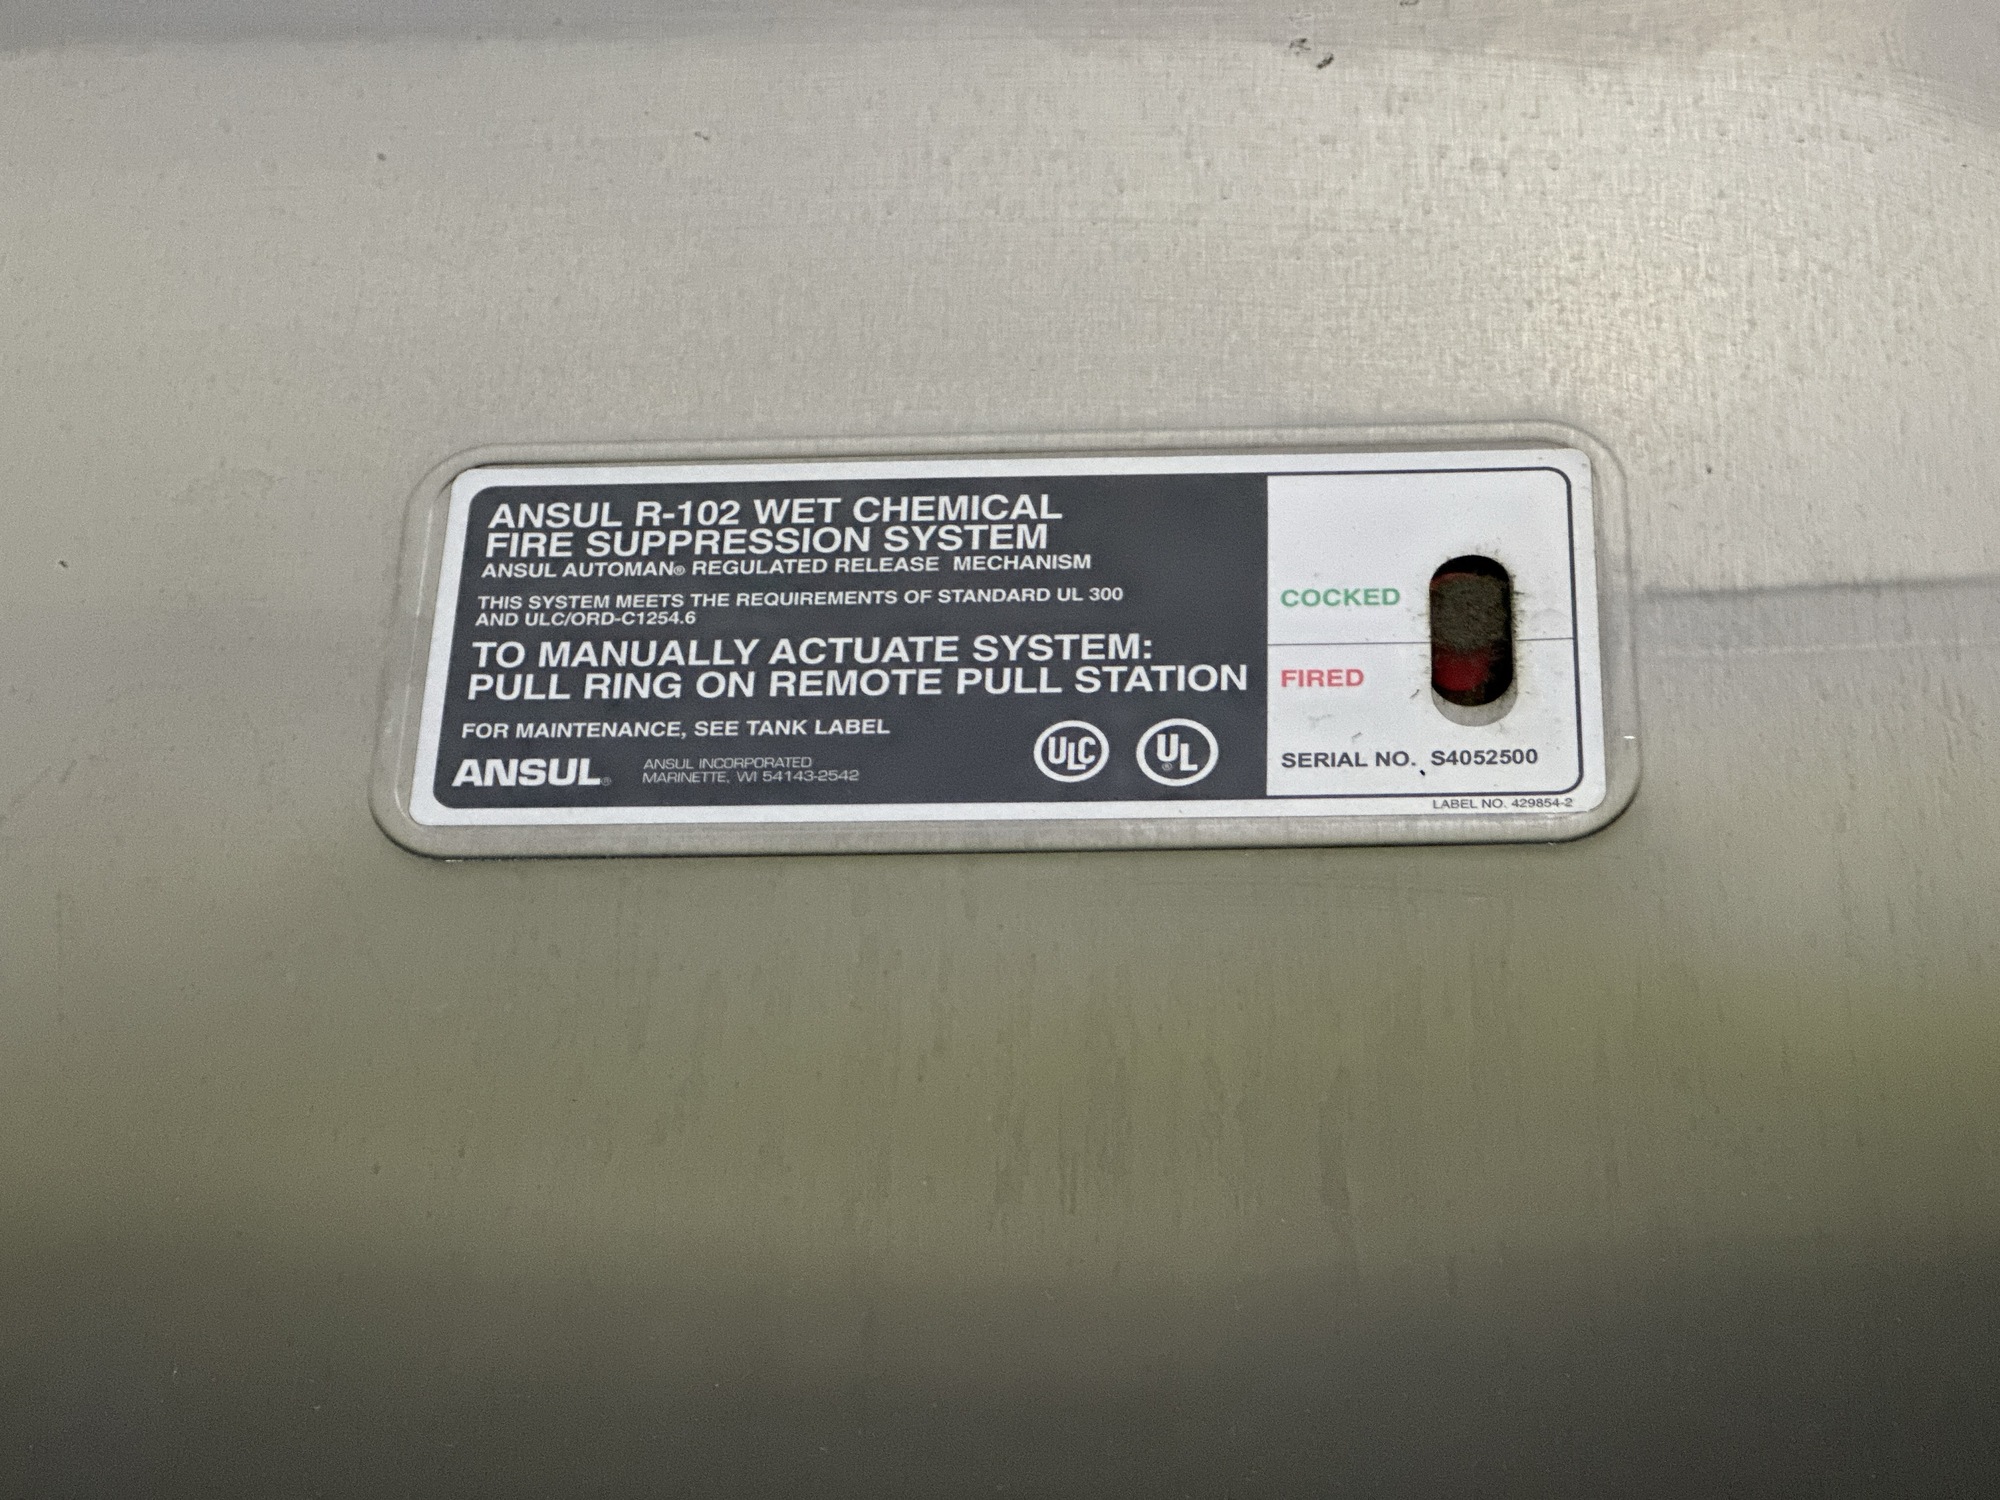 ANSUL R-102 WET CHEMICAL
FIRE SUPPRESSION SYSTEM
ANSUL AUTOMAN® REGULATED RELEASE MECHANISM
THIS SYSTEM MEETS THE REQUIREMENTS OF STANDARD UL 300
AND ULC/ORD-C1254.6
TO MANUALLY ACTUATE SYSTEM:
PULL RING ON REMOTE PULL STATION
FOR MAINTENANCE, SEE TANK LABEL
ANSUL®
ANSUL INCORPORATED
MARINETTE, WI 54143-2542
ULC
UL®
COCKED
FIRED
SERIAL NO. S4052500
LABEL NO. 429854-2